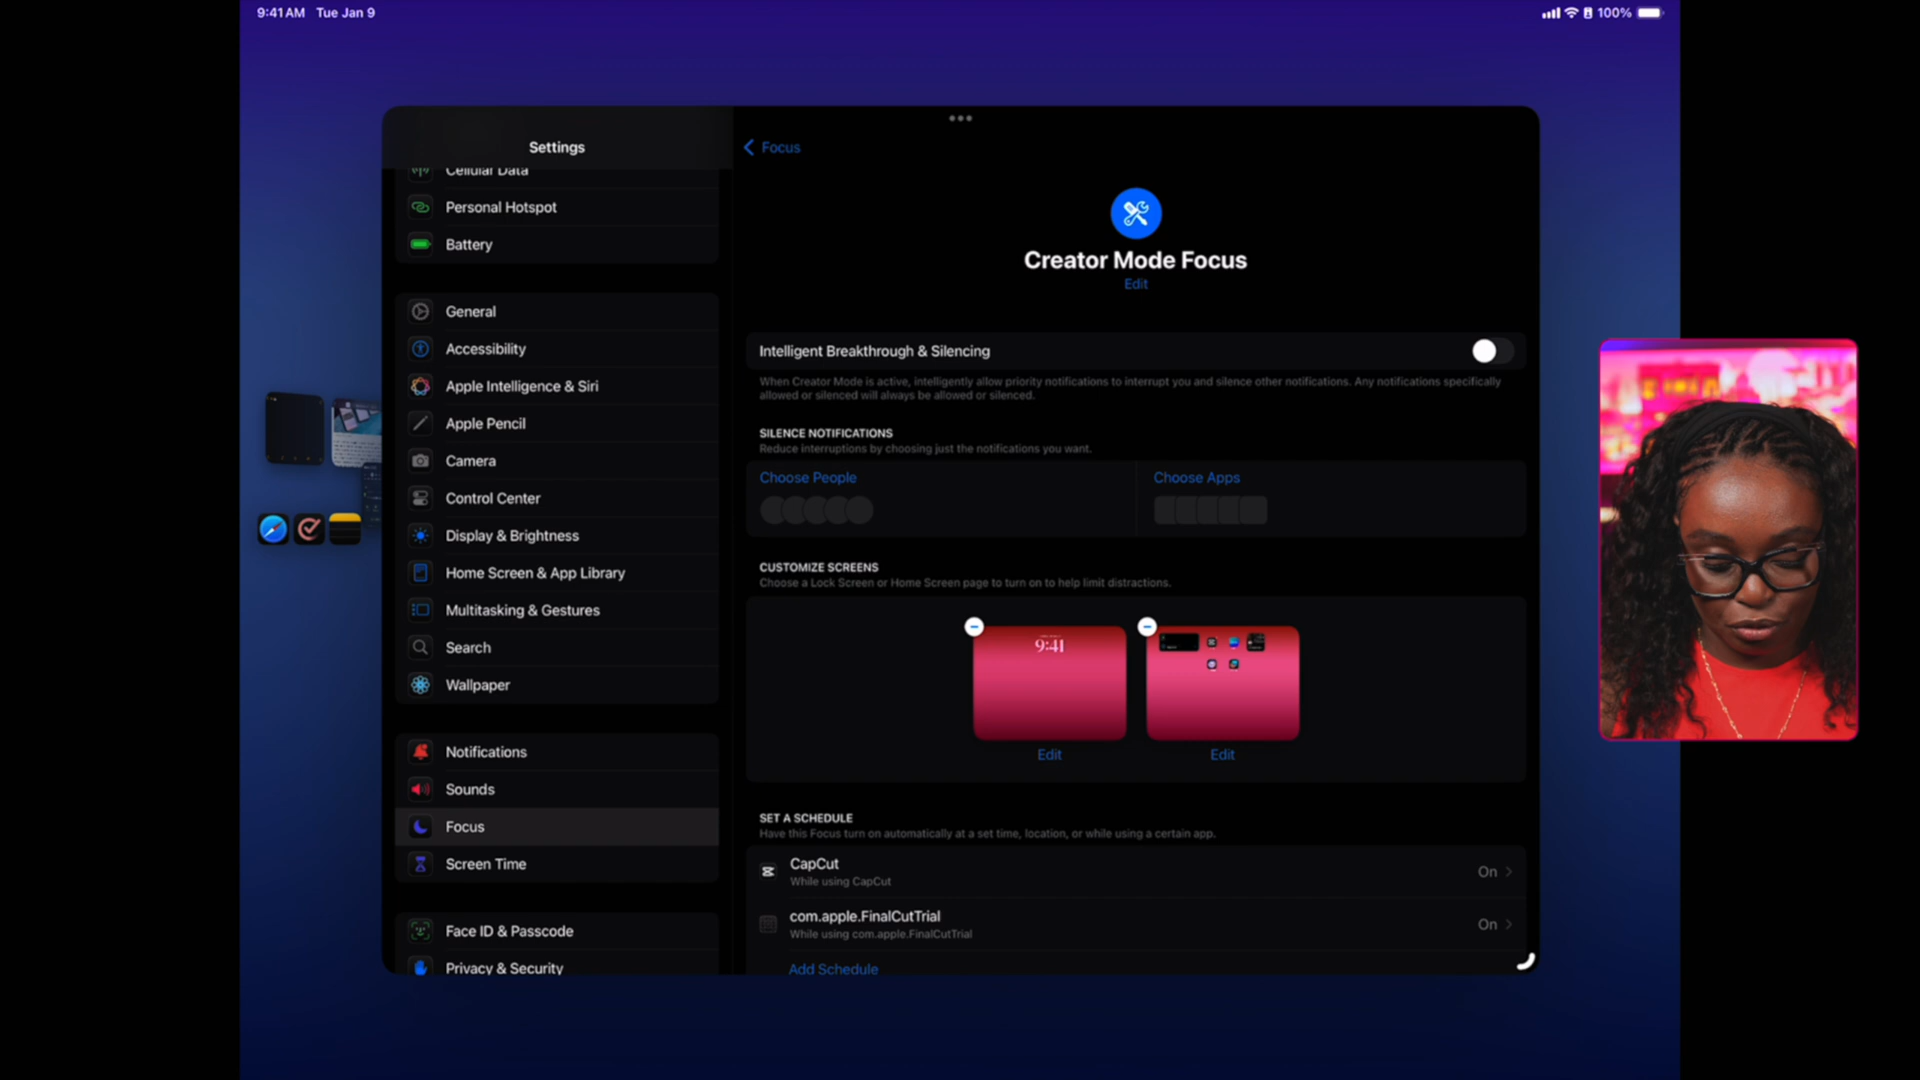 9:41 AM Tue Jan 9
100%
Settings
Cellular Data
Personal Hotspot
Battery
General
Accessibility
Apple Intelligence & Siri
Apple Pencil
Camera
Control Center
Display & Brightness
Home Screen & App Library
Multitasking & Gestures
Search
Wallpaper
Notifications
Sounds
Focus
Screen Time
Face ID & Passcode
Privacy & Security
Focus
Creator Mode Focus
Edit
Intelligent Breakthrough & Silencing
When Creator Mode is active, intelligently allow priority notifications to interrupt you and silence other notifications. Any notifications specifically
allowed or silenced will always be allowed or silenced.
SILENCE NOTIFICATIONS
Reduce interruptions by choosing just the notifications you want.
Choose People
Choose Apps
CUSTOMIZE SCREENS
Choose a Lock Screen or Home Screen page to turn on to help limit distractions.
9:41
Edit
Edit
SET A SCHEDULE
Have this Focus turn on automatically at a set time, location, or while using a certain app.
CapCut
While using CapCut
On
com.apple.FinalCutTrial
While using com.apple.FinalCutTrial
On
Add Schedule